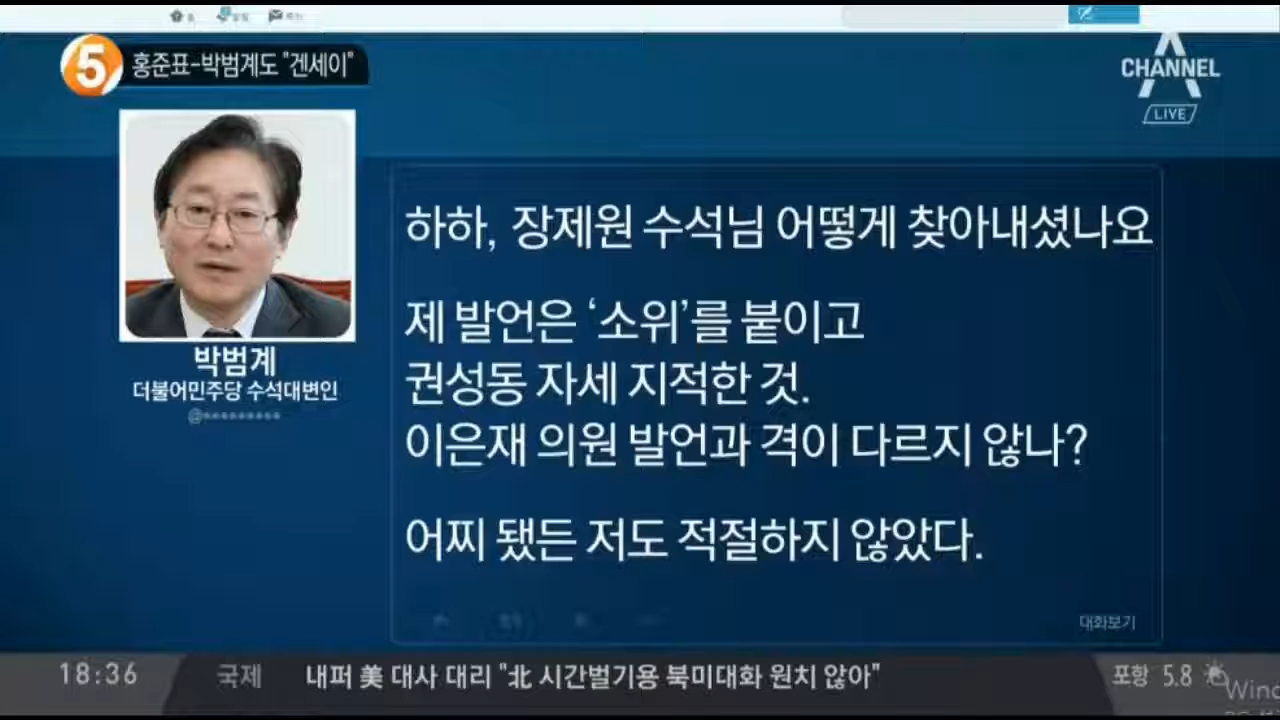 5 홍준표-박범계도 "겐세이"
CHANNEL A
LIVE
박범계
더불어민주당 수석대변인
하하, 장제원 수석님 어떻게 찾아내셨나요
제 발언은 ‘소위’를 붙이고
권성동 자세 지적한 것.
이은재 의원 발언과 격이 다르지 않나?
어찌 됐든 저도 적절하지 않았다.
대화보기
18:36 국제 내퍼 美 대사 대리 "北 시간벌기용 북미대화 원치 않아" 포항 5.8